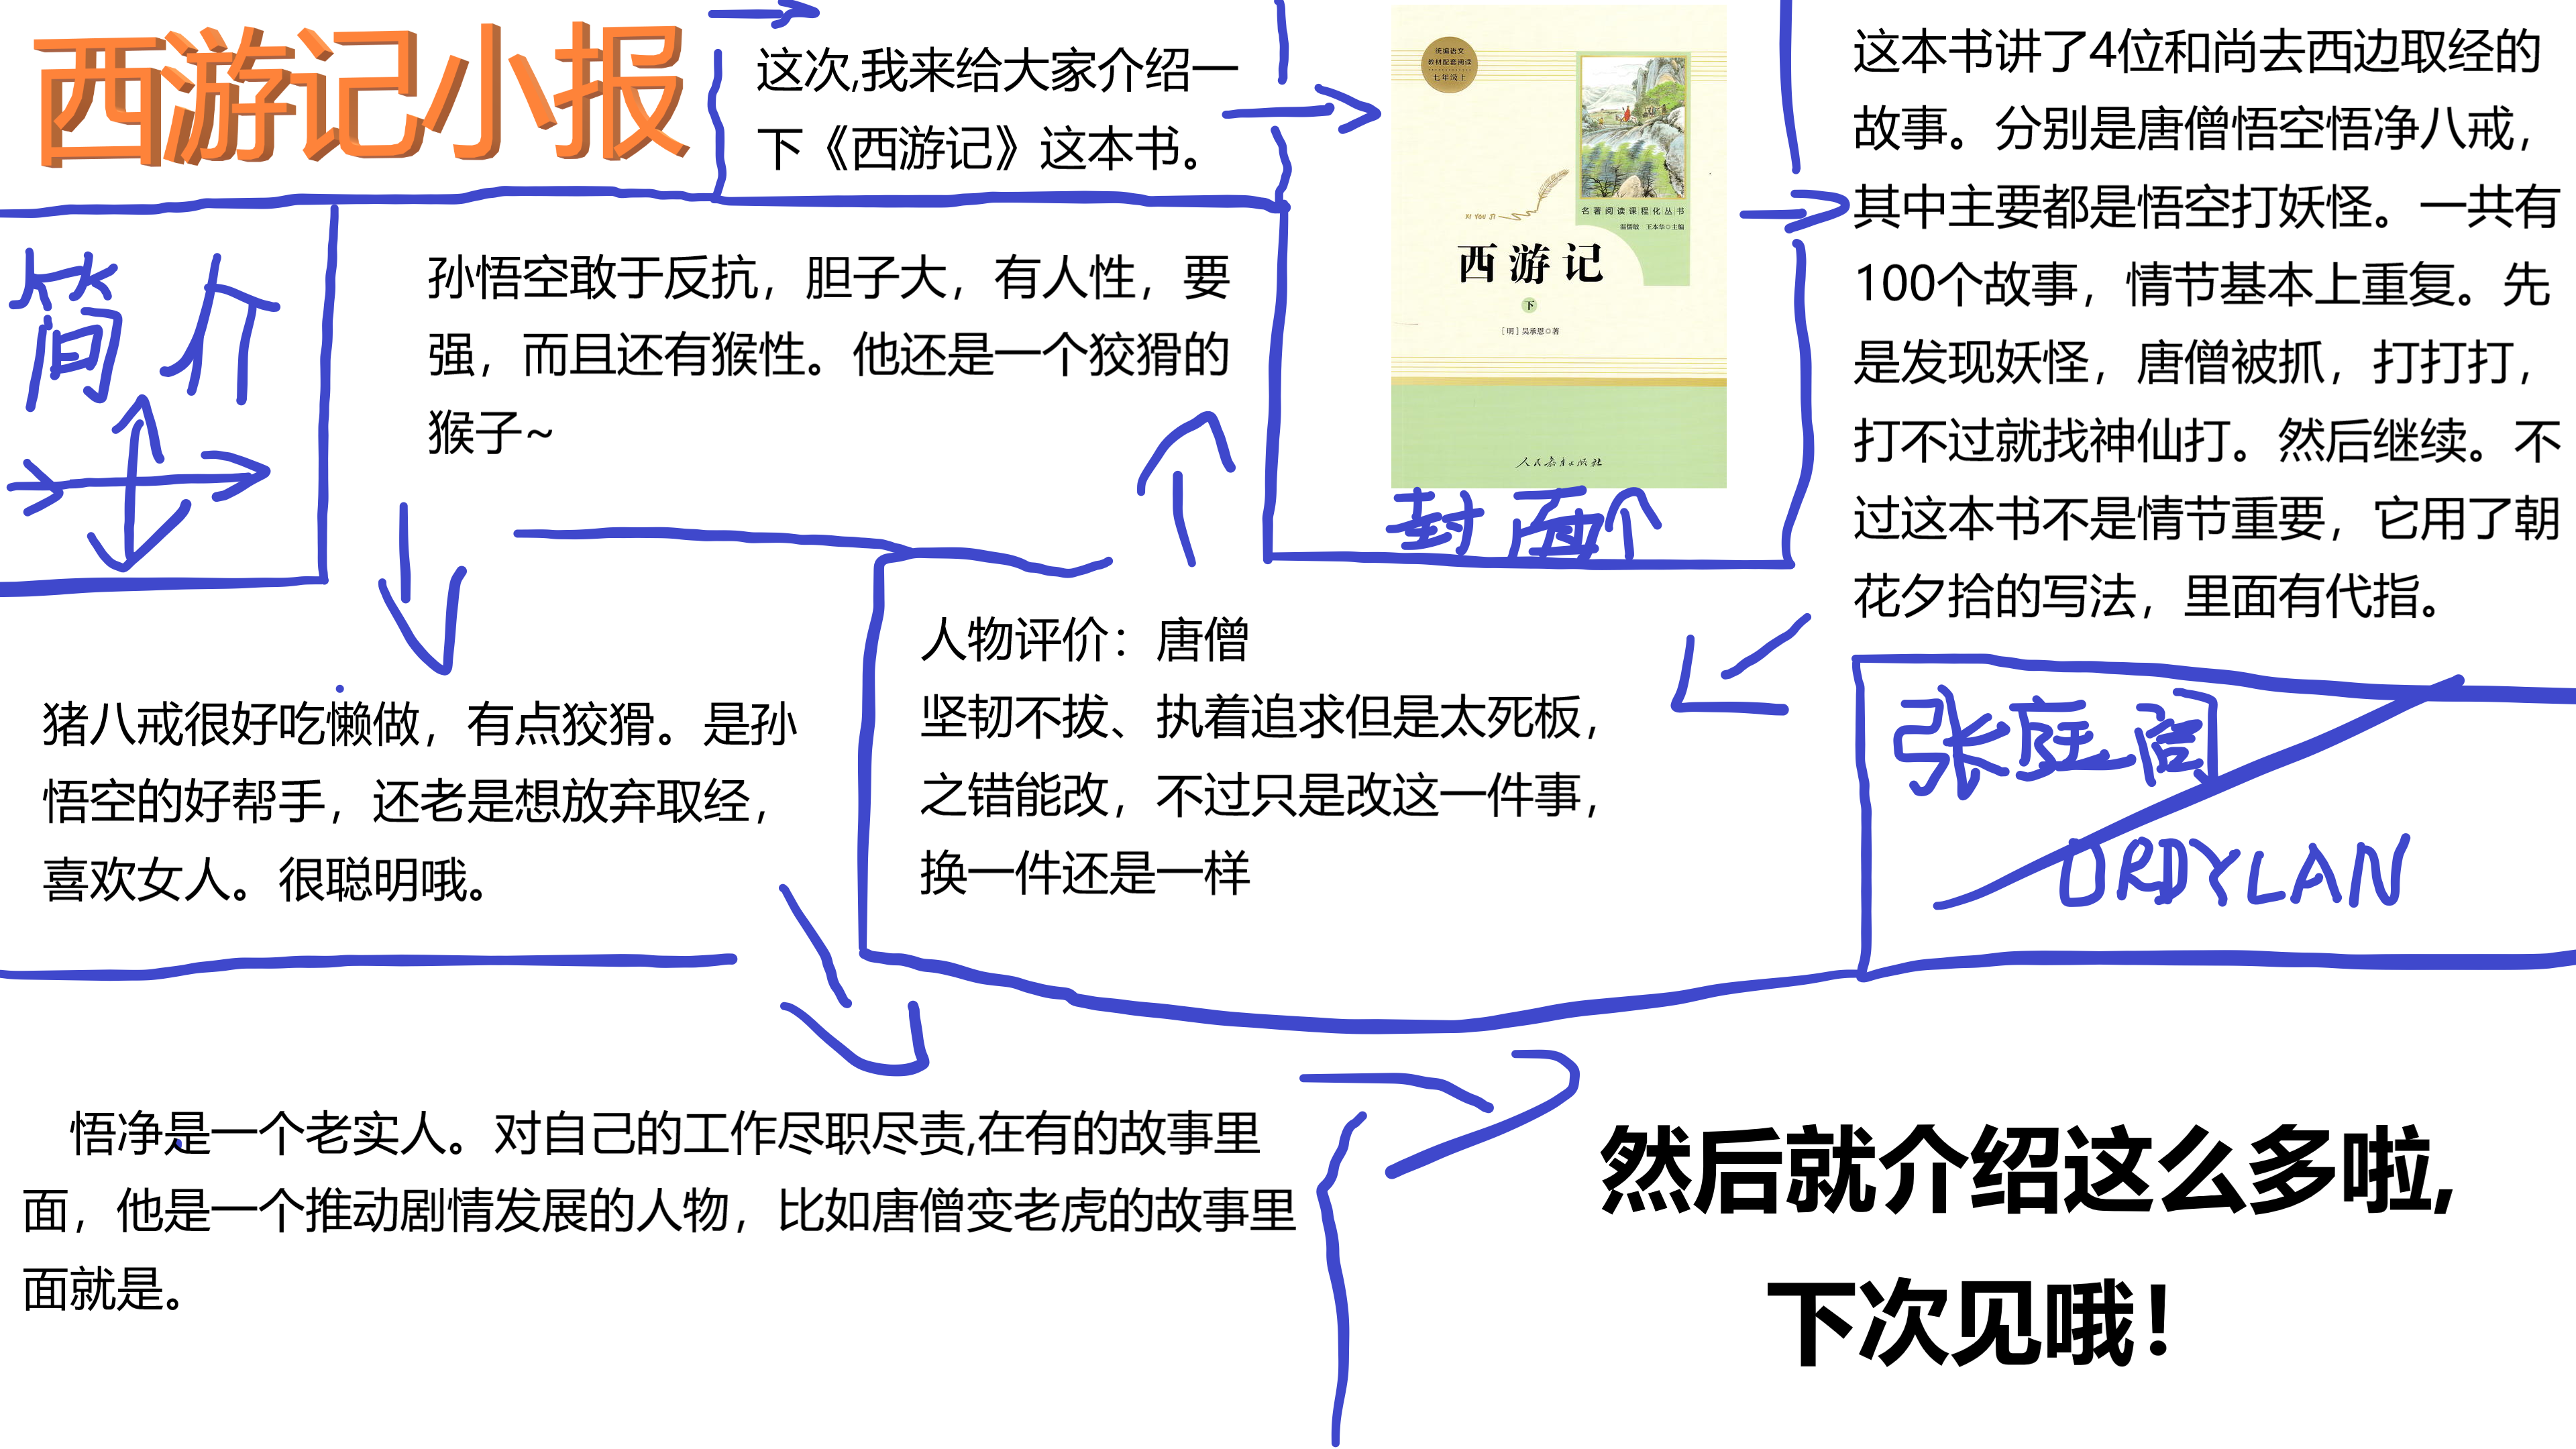 西游记小报
这次,我来给大家介绍一
下《西游记》这本书。
统编语文
教材配套阅读
七年级上
名著阅读课程化丛书
温儒敏 王本华◎主编
XI YOU JI
西游记
下
[明]吴承恩◎著
人民教育出版社
封面个
这本书讲了4位和尚去西边取经的
故事。分别是唐僧悟空悟净八戒，
其中主要都是悟空打妖怪。一共有
100个故事，情节基本上重复。先
是发现妖怪，唐僧被抓，打打打，
打不过就找神仙打。然后继续。不
过这本书不是情节重要，它用了朝
花夕拾的写法，里面有代指。
简介
孙悟空敢于反抗，胆子大，有人性，要
强，而且还有猴性。他还是一个狡猾的
猴子~
人物评价：唐僧
坚韧不拔、执着追求但是太死板，
之错能改，不过只是改这一件事，
换一件还是一样
猪八戒很好吃懒做，有点狡猾。是孙
悟空的好帮手，还老是想放弃取经，
喜欢女人。很聪明哦。
张庭
DRDYLAN
悟净是一个老实人。对自己的工作尽职尽责,在有的故事里
面，他是一个推动剧情发展的人物，比如唐僧变老虎的故事里
面就是。
然后就介绍这么多啦，
下次见哦！